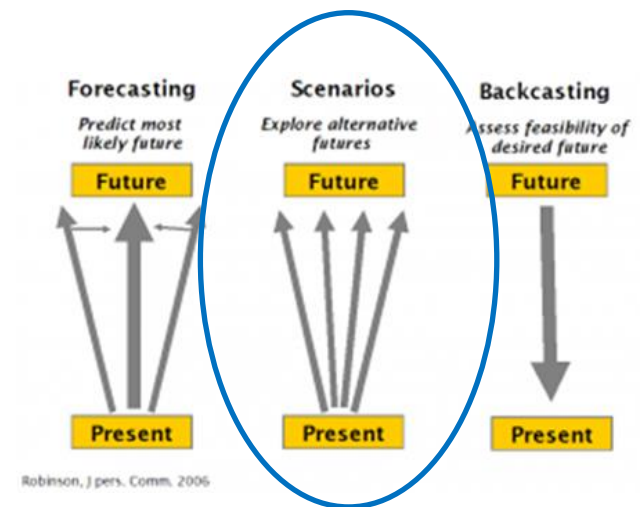 Forecasting
Predict most
likely future
Future
Present
Scenarios
Explore alternative
futures
Future
Present
Backcasting
Assess feasibility of
desired future
Future
Present
Robinson, J pers. Comm. 2006